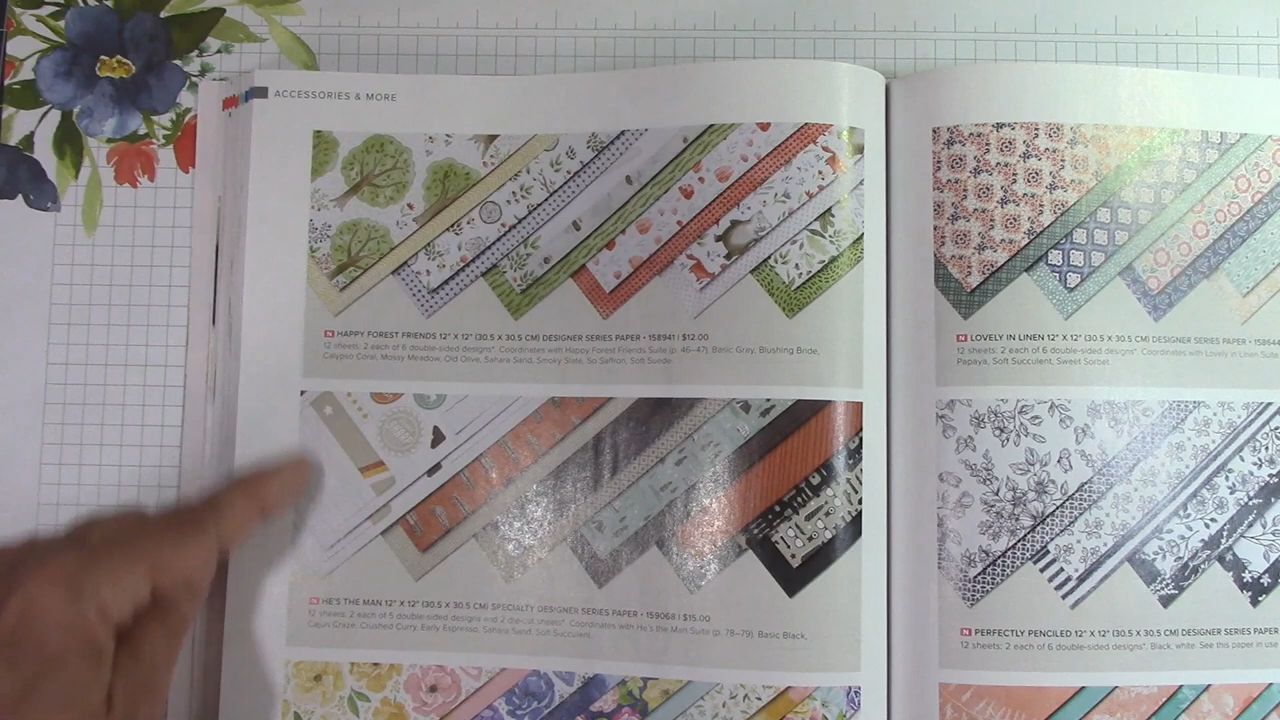 ACCESSORIES & MORE
N HAPPY FOREST FRIENDS 12" X 12" (30.5 X 30.5 CM) DESIGNER SERIES PAPER • 158941 | $12.00
12 sheets: 2 each of 6 double-sided designs*. Coordinates with Happy Forest Friends Suite (p. 46–47). Basic Gray, Blushing Bride,
Calypso Coral, Mossy Meadow, Old Olive, Sahara Sand, Smoky Slate, So Saffron, Soft Suede.
N HE'S THE MAN 12" X 12" (30.5 X 30.5 CM) SPECIALTY DESIGNER SERIES PAPER • 159068 | $15.00
12 sheets: 2 each of 5 double-sided designs and 2 die-cut sheets*. Coordinates with He's the Man Suite (p. 78–79). Basic Black,
Cajun Craze, Crushed Curry, Early Espresso, Sahara Sand, Soft Succulent.
N LOVELY IN LINEN 12" X 12" (30.5 X 30.5 CM) DESIGNER SERIES PAPER • 15864
12 sheets: 2 each of 6 double-sided designs*. Coordinates with Lovely in Linen Suite
Papaya, Soft Succulent, Sweet Sorbet.
N PERFECTLY PENCILED 12" X 12" (30.5 X 30.5 CM) DESIGNER SERIES PAPER
12 sheets: 2 each of 6 double-sided designs*. Black, white. See this paper in use